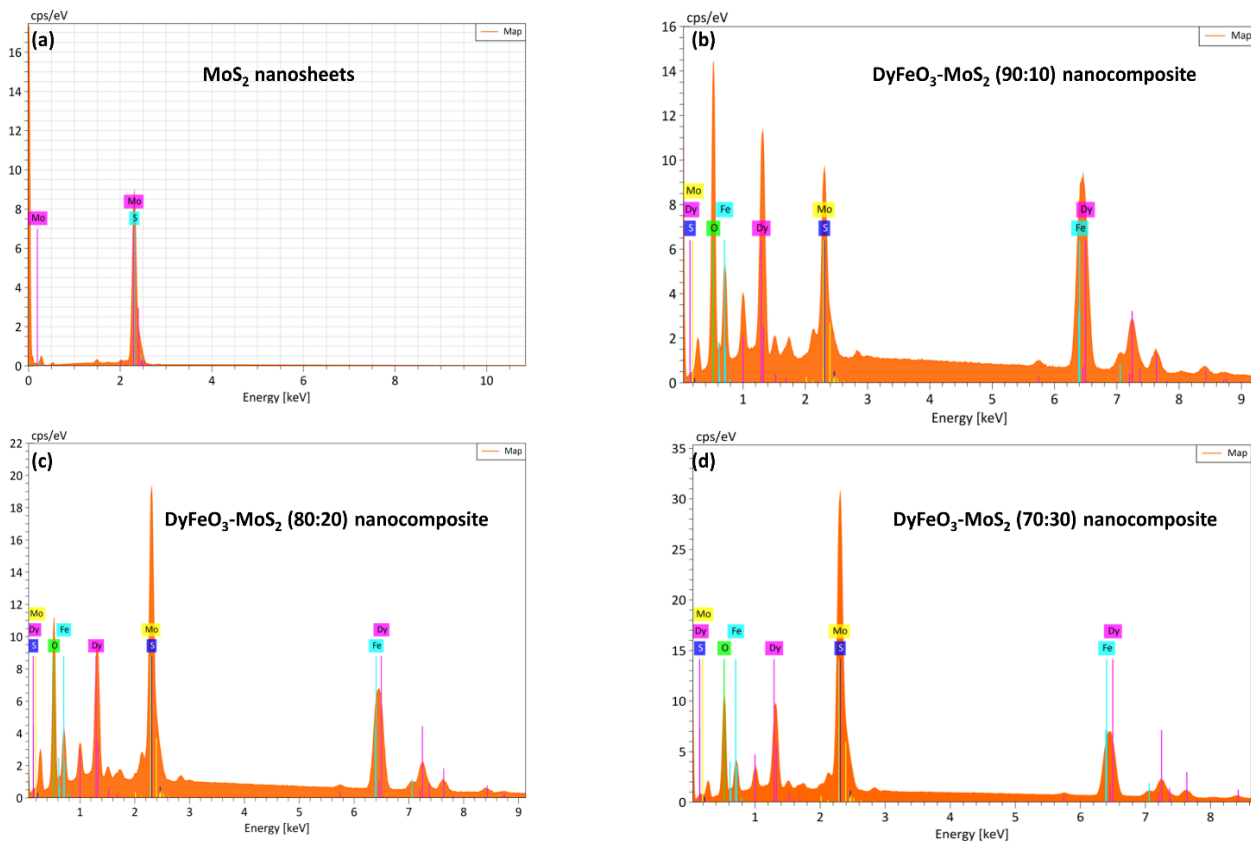 cps/eV
(a)
Map
MoS₂ nanosheets
16
14
12
10
8
6
4
2
0
Mo
Mo
S
0
2
4
6
8
10
Energy [keV]
cps/eV
(b)
Map
DyFeO₃-MoS₂ (90:10) nanocomposite
16
14
12
10
8
6
4
2
0
Mo
Dy
Fe
S
O
Dy
Mo
S
Dy
Fe
1
2
3
4
5
6
7
8
9
Energy [keV]
cps/eV
(c)
Map
DyFeO₃-MoS₂ (80:20) nanocomposite
22
20
18
16
14
12
10
8
6
4
2
0
Mo
Dy
Fe
S
O
Dy
Mo
S
Dy
Fe
1
2
3
4
5
6
7
8
9
Energy [keV]
cps/eV
(d)
Map
DyFeO₃-MoS₂ (70:30) nanocomposite
35
30
25
20
15
10
5
0
Mo
Dy
Fe
S
O
Dy
Mo
S
Dy
Fe
1
2
3
4
5
6
7
8
Energy [keV]